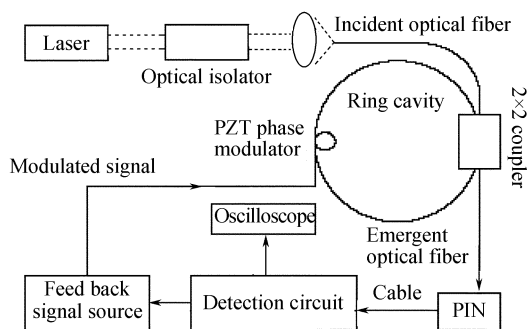 Laser
Optical isolator
Incident optical fiber
Ring cavity
2×2 coupler
PZT phase
modulator
Modulated signal
Oscilloscope
Emergent
optical fiber
Feed back
signal source
Detection circuit
Cable
PIN